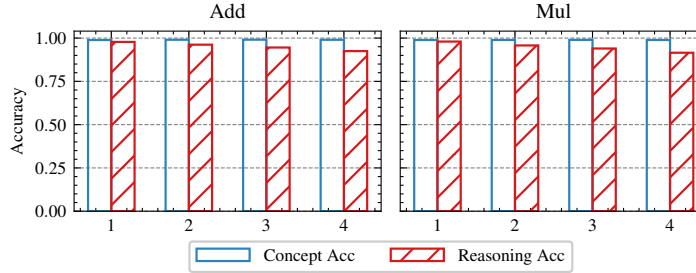 Add
Mul
Accuracy
1.00
0.75
0.50
0.25
0.00
1 2 3 4
1 2 3 4
Concept Acc
Reasoning Acc